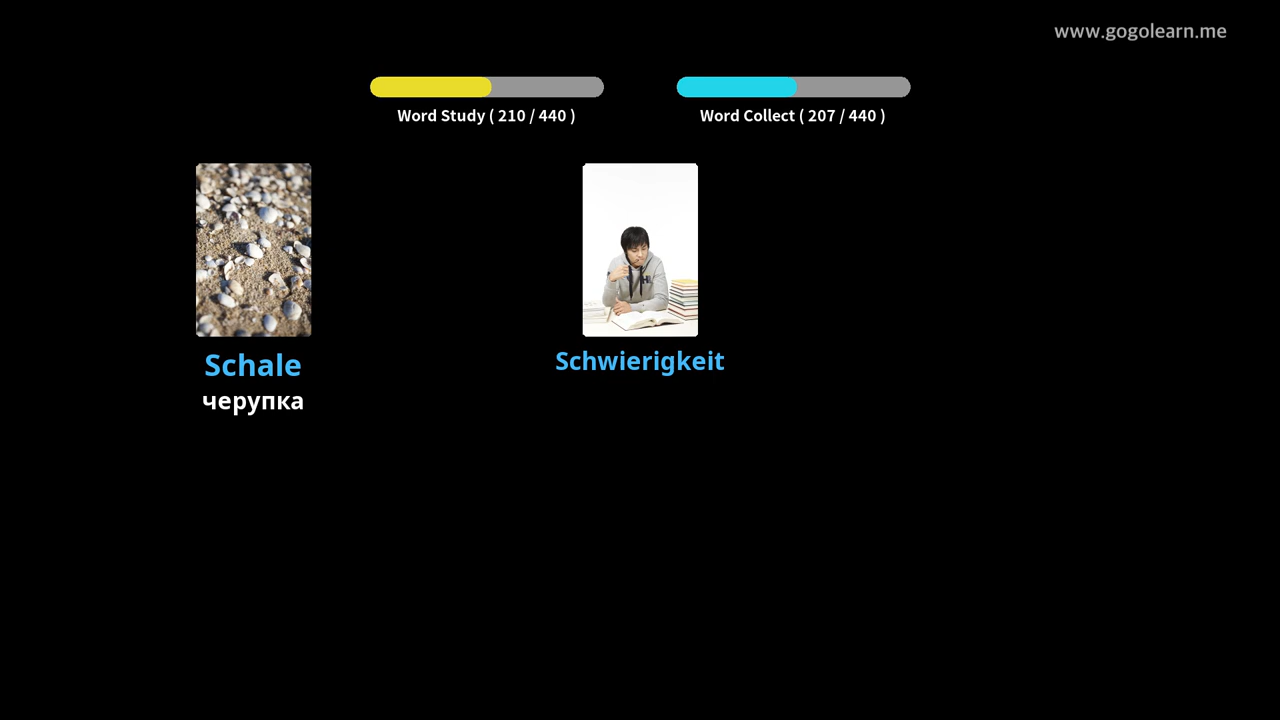 www.gogolearn.me
Word Study ( 210 / 440 )
Word Collect ( 207 / 440 )
Schale
черупка
Schwierigkeit